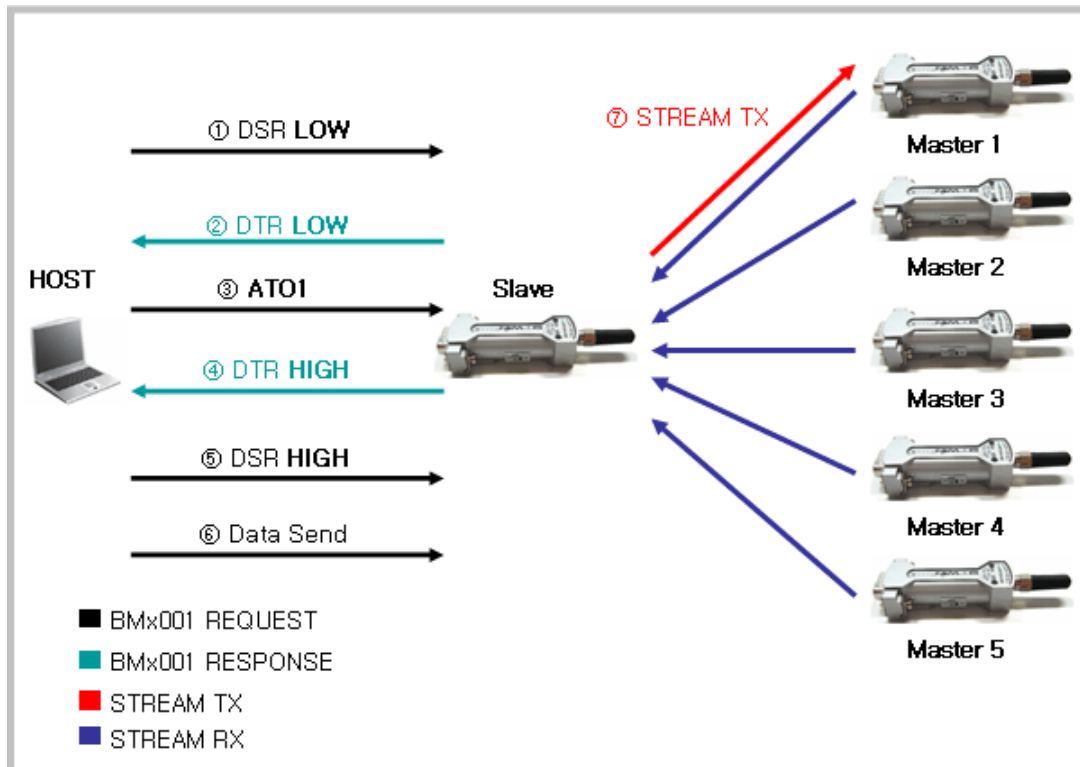 ① DSR LOW
② DTR LOW
HOST
③ ATO1
④ DTR HIGH
⑤ DSR HIGH
⑥ Data Send
Slave
⑦ STREAM TX
Master 1
Master 2
Master 3
Master 4
Master 5
BMx001 REQUEST
BMx001 RESPONSE
STREAM TX
STREAM RX